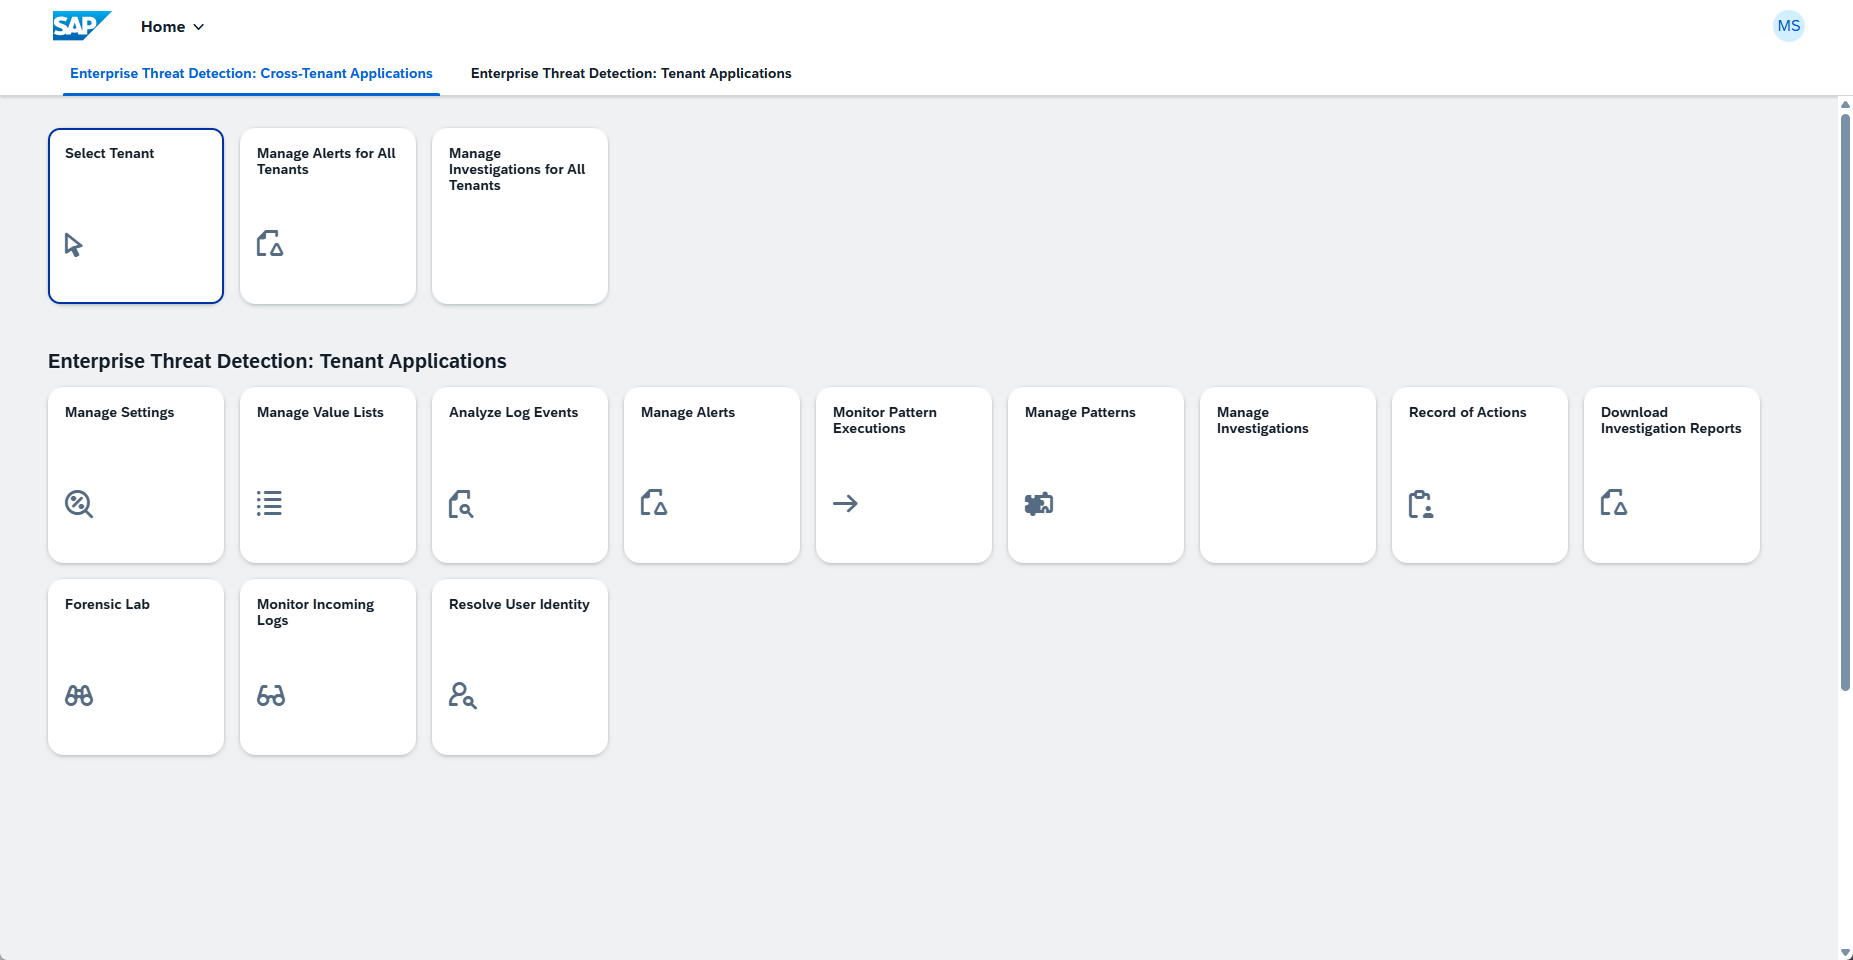 SAP
Home
MS
Enterprise Threat Detection: Cross-Tenant Applications
Enterprise Threat Detection: Tenant Applications
Select Tenant
Manage Alerts for All
Tenants
Manage
Investigations for All
Tenants
Enterprise Threat Detection: Tenant Applications
Manage Settings
Manage Value Lists
Analyze Log Events
Manage Alerts
Monitor Pattern
Executions
Manage Patterns
Manage
Investigations
Record of Actions
Download
Investigation Reports
Forensic Lab
Monitor Incoming
Logs
Resolve User Identity